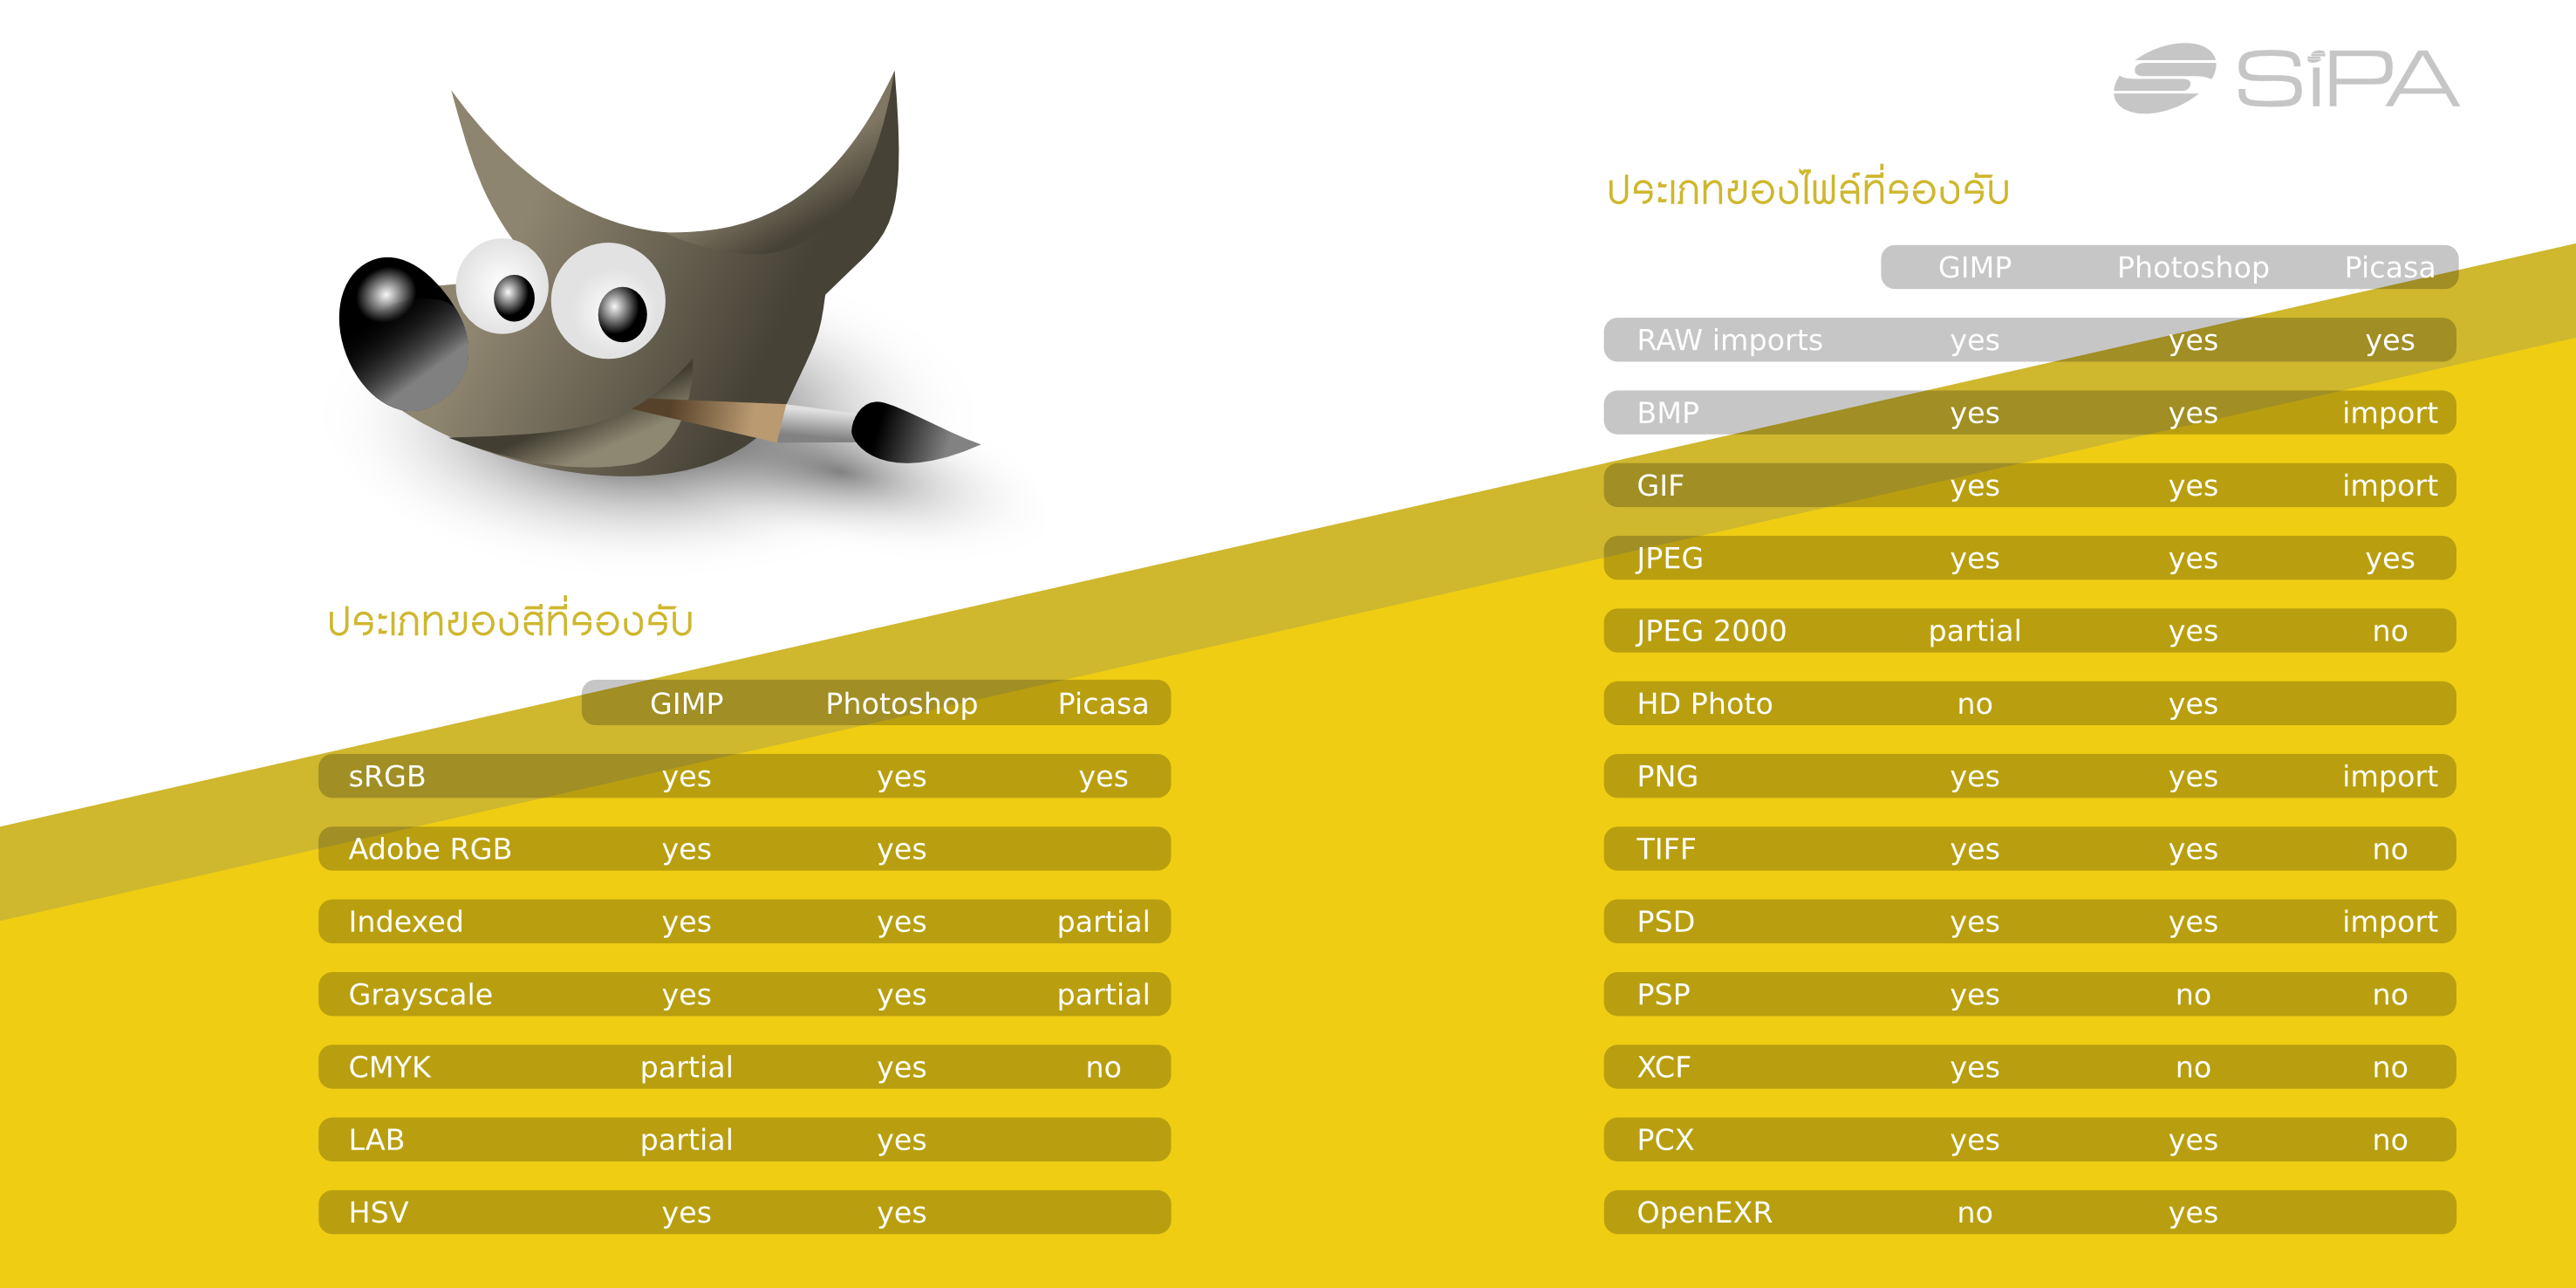 SiPA
ประเภทของสีที่รองรับ
GIMP Photoshop Picasa
sRGB yes yes yes
Adobe RGB yes yes
Indexed yes yes partial
Grayscale yes yes partial
CMYK partial yes no
LAB partial yes
HSV yes yes
ประเภทของไฟล์ที่รองรับ
GIMP Photoshop Picasa
RAW imports yes yes yes
BMP yes yes import
GIF yes yes import
JPEG yes yes yes
JPEG 2000 partial yes no
HD Photo no yes
PNG yes yes import
TIFF yes yes no
PSD yes yes import
PSP yes no no
XCF yes no no
PCX yes yes no
OpenEXR no yes